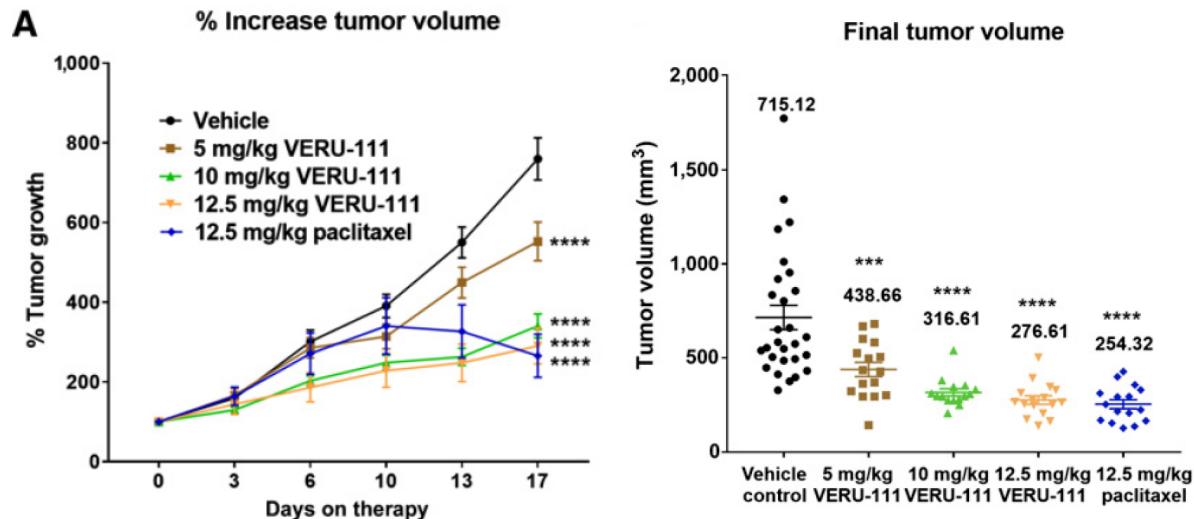 A
% Increase tumor volume
% Tumor growth
1,000
800
600
400
200
0
Vehicle
5 mg/kg VERU-111
10 mg/kg VERU-111
12.5 mg/kg VERU-111
12.5 mg/kg paclitaxel
****
****
****
****
0 3 6 10 13 17
Days on therapy
Final tumor volume
Tumor volume (mm³)
2,000
1,500
1,000
500
0
715.12
***
438.66
****
316.61
****
276.61
****
254.32
Vehicle control
5 mg/kg VERU-111
10 mg/kg VERU-111
12.5 mg/kg VERU-111
12.5 mg/kg paclitaxel